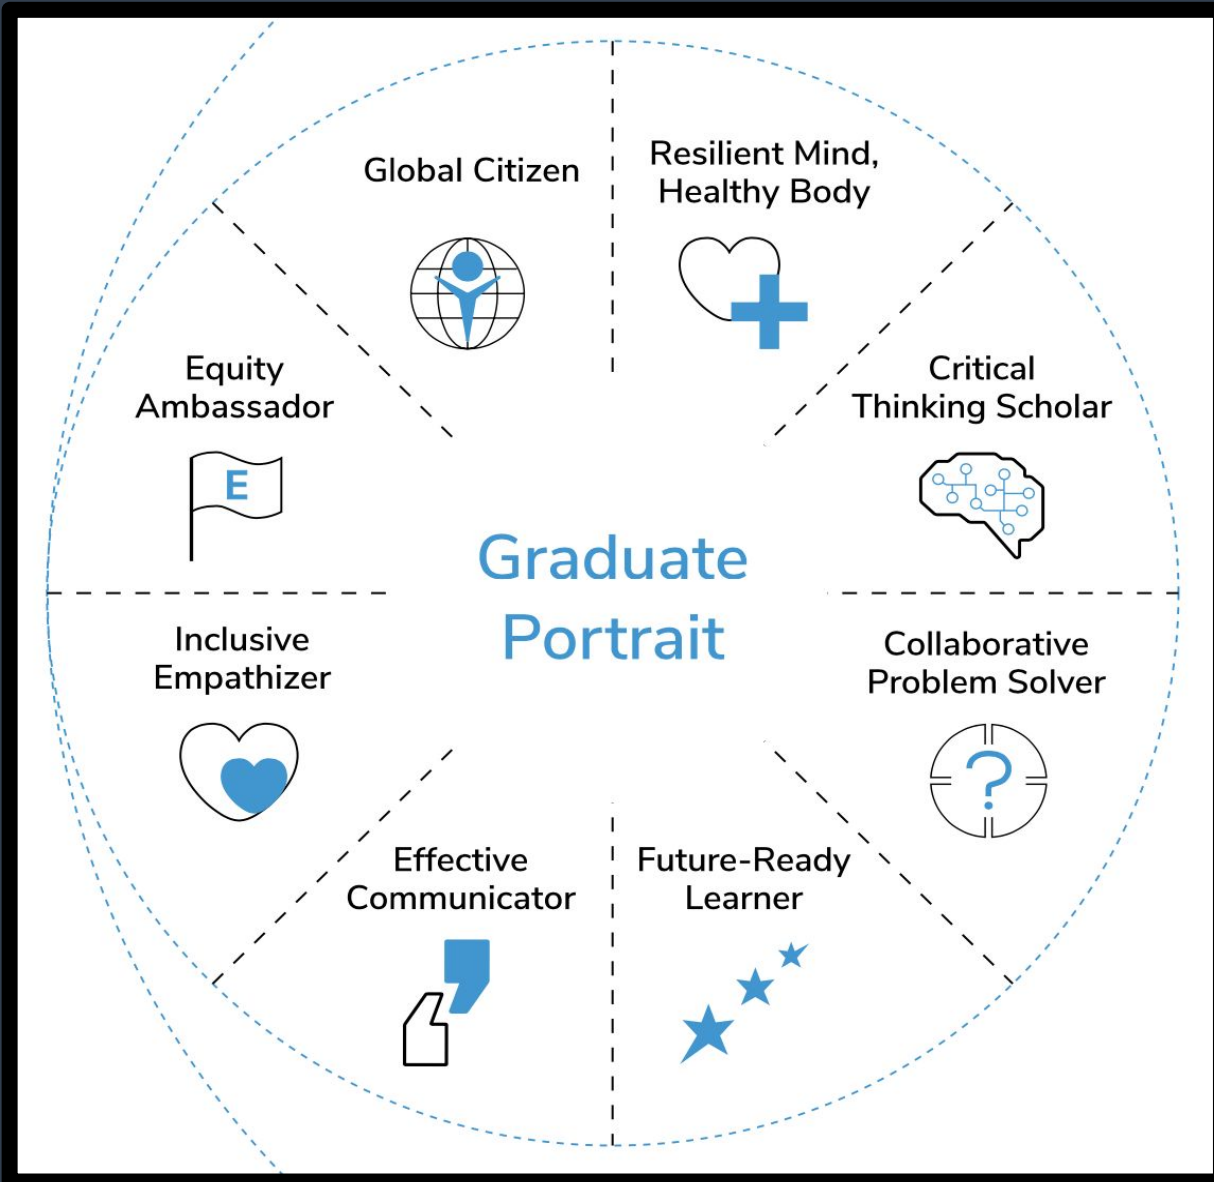 Global Citizen
Resilient Mind,
Healthy Body
Equity
Ambassador
E
Critical
Thinking Scholar
Graduate
Portrait
Inclusive
Empathizer
Collaborative
Problem Solver
?
Effective
Communicator
Future-Ready
Learner